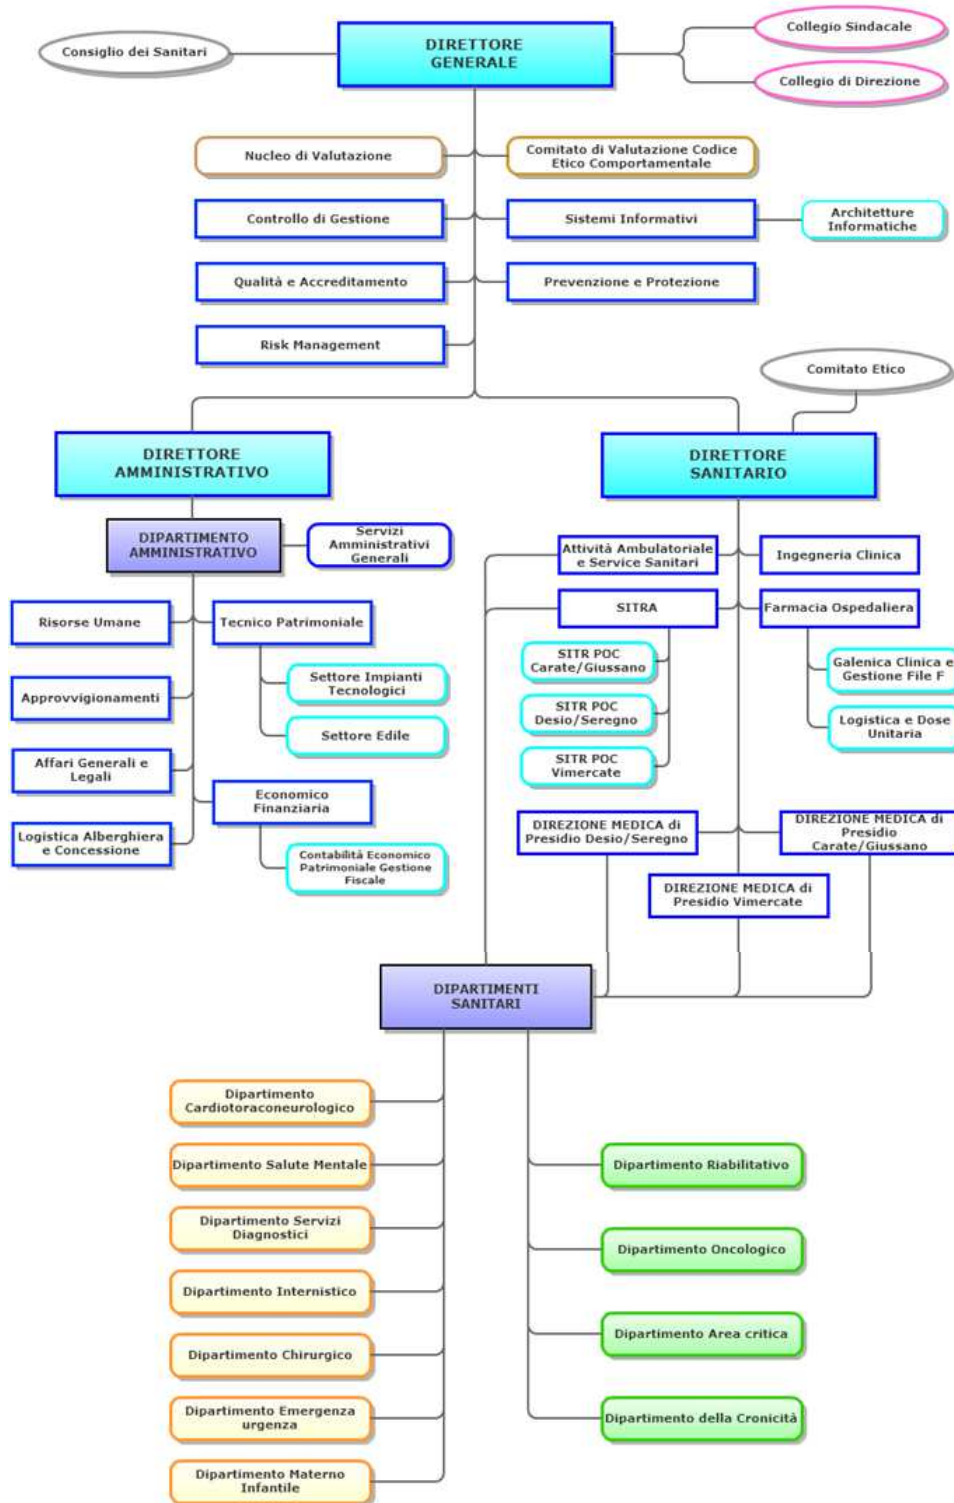 Consiglio dei Sanitari
DIRETTORE
GENERALE
Collegio Sindacale
Collegio di Direzione
Nucleo di Valutazione
Comitato di Valutazione Codice
Etico Comportamentale
Controllo di Gestione
Sistemi Informativi
Architetture
Informatiche
Qualità e Accreditamento
Prevenzione e Protezione
Risk Management
Comitato Etico
DIRETTORE
AMMINISTRATIVO
DIRETTORE
SANITARIO
DIPARTIMENTO
AMMINISTRATIVO
Servizi
Amministrativi
Generali
Attività Ambulatoriale
e Service Sanitari
Ingegneria Clinica
Risorse Umane
Tecnico Patrimoniale
SITRA
Farmacia Ospedaliera
Settore Impianti
Tecnologici
SITR POC
Carate/Giussano
Galenica Clinica e
Gestione File F
Approvvigionamenti
Settore Edile
SITR POC
Desio/Seregno
Logistica e Dose
Unitaria
Affari Generali e
Legali
SITR POC
Vimercate
Economico
Finanziaria
Logistica Alberghiera
e Concessione
DIREZIONE MEDICA di
Presidio Desio/Seregno
DIREZIONE MEDICA di
Presidio
Carate/Giussano
Contabilità Economico
Patrimoniale Gestione
Fiscale
DIREZIONE MEDICA di
Presidio Vimercate
DIPARTIMENTI
SANITARI
Dipartimento
Cardiotoraconeurologico
Dipartimento Salute Mentale
Dipartimento Servizi
Diagnostici
Dipartimento Internistico
Dipartimento Chirurgico
Dipartimento Emergenza
urgenza
Dipartimento Materno
Infantile
Dipartimento Riabilitativo
Dipartimento Oncologico
Dipartimento Area critica
Dipartimento della Cronicità